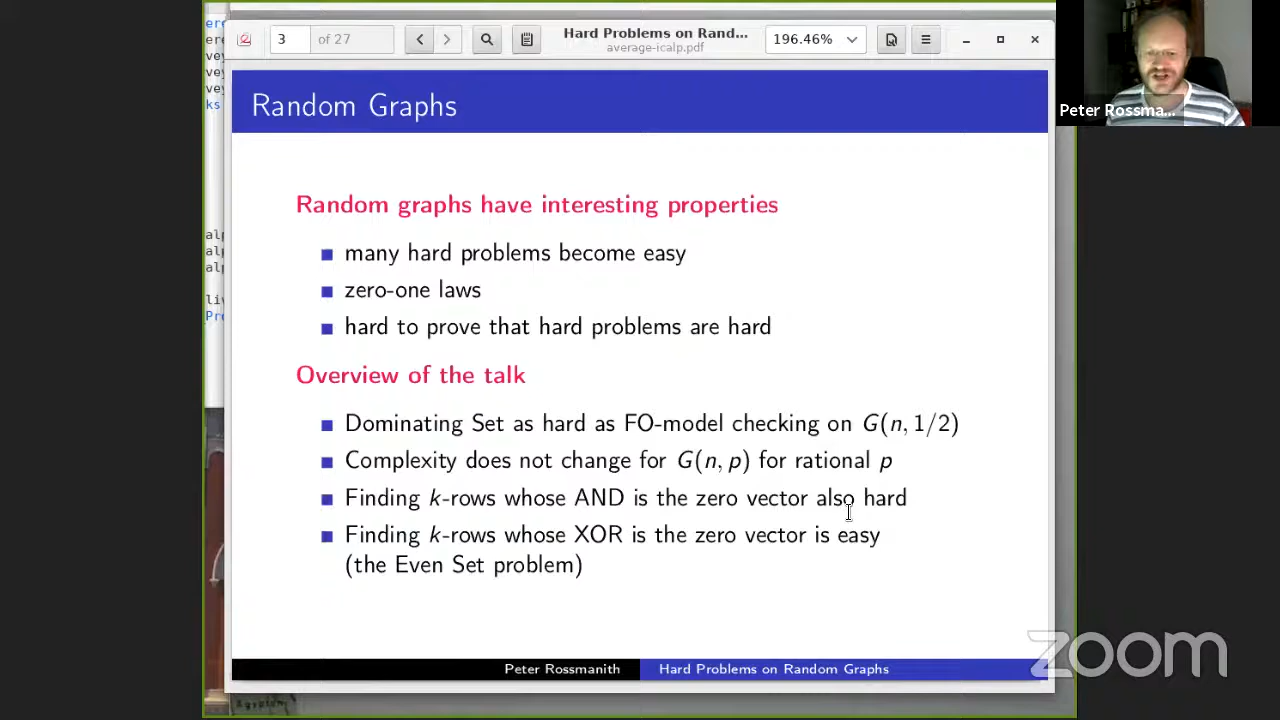 3
of 27
Hard Problems on Rand...
average-icalp.pdf
196.46%
Peter Rossma...
Random Graphs
Random graphs have interesting properties
many hard problems become easy
zero-one laws
hard to prove that hard problems are hard
Overview of the talk
Dominating Set as hard as FO-model checking on G(n, 1/2)
Complexity does not change for G(n, p) for rational p
Finding k-rows whose AND is the zero vector also hard
Finding k-rows whose XOR is the zero vector is easy
(the Even Set problem)
Peter Rossmanith
Hard Problems on Random Graphs
zoom